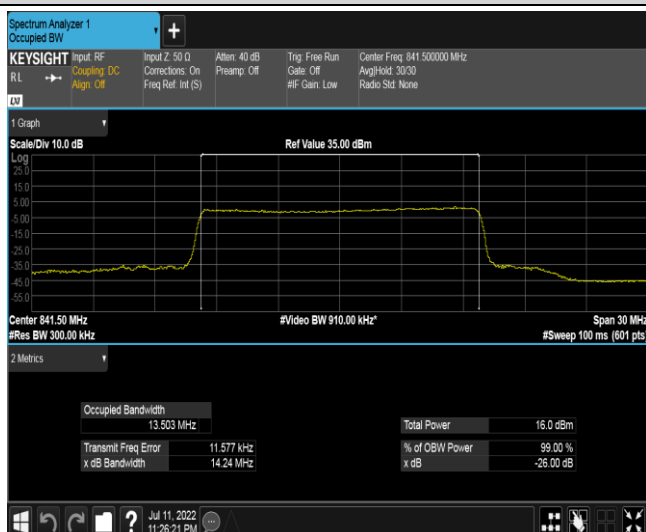 Spectrum Analyzer 1
Occupied BW
+
KEYSIGHT Input: RF Input Z: 50 Ω Atten: 40 dB Trig: Free Run Center Freq: 841.500000 MHz
RL Coupling: DC Corrections: On Preamp: Off Gate: Off Avg|Hold: 30/30
Align: Off Freq Ref: Int (S) #IF Gain: Low Radio Std: None
LXI
1 Graph
Scale/Div 10.0 dB Ref Value 35.00 dBm
Log
25.0
15.0
5.00
-5.00
-15.0
-25.0
-35.0
-45.0
-55.0
Center 841.50 MHz #Video BW 910.00 kHz* Span 30 MHz
#Res BW 300.00 kHz #Sweep 100 ms (601 pts)
2 Metrics
Occupied Bandwidth
13.503 MHz Total Power 16.0 dBm
Transmit Freq Error 11.577 kHz % of OBW Power 99.00 %
x dB Bandwidth 14.24 MHz x dB -26.00 dB
?
Jul 11, 2022
11:26:21 PM